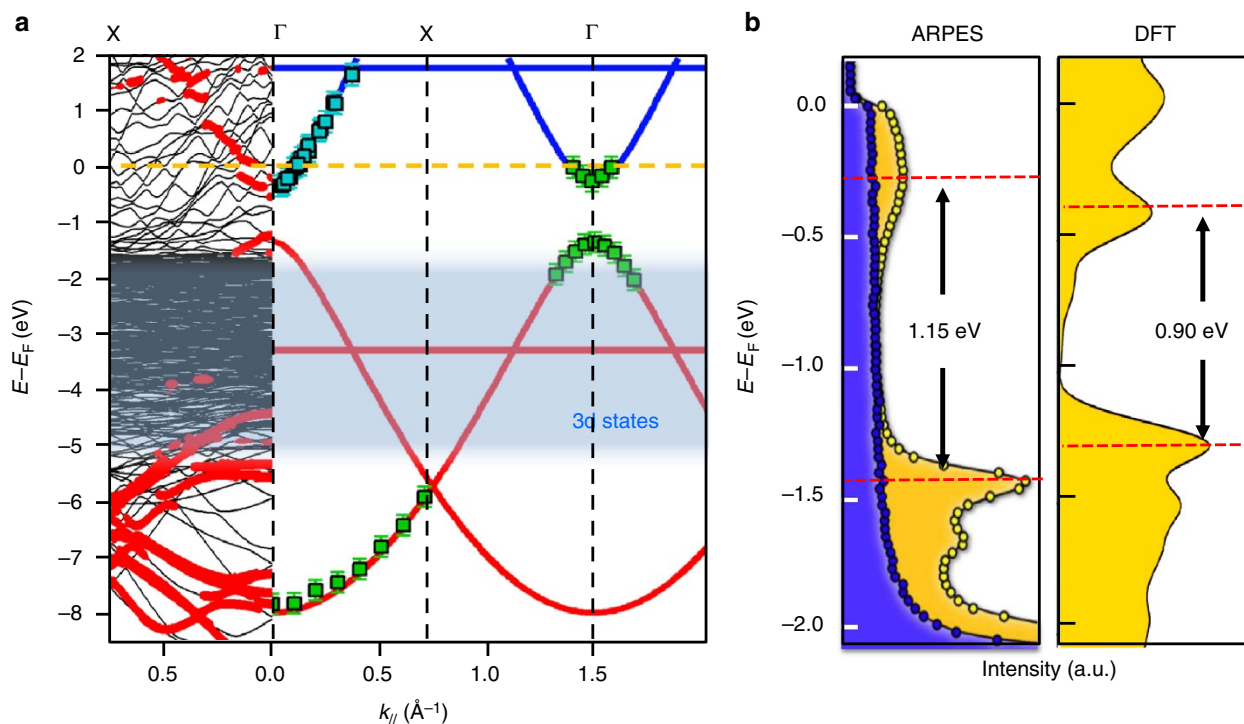 a
X Γ X Γ
2
1
0
−1
−2
−3
−4
−5
−6
−7
−8
E–EF (eV)
3d states
0.5 0.0 0.5 1.0 1.5
k// (Å−1)
b
ARPES DFT
0.0
−0.5
−1.0
−1.5
−2.0
E–EF (eV)
1.15 eV
0.90 eV
Intensity (a.u.)